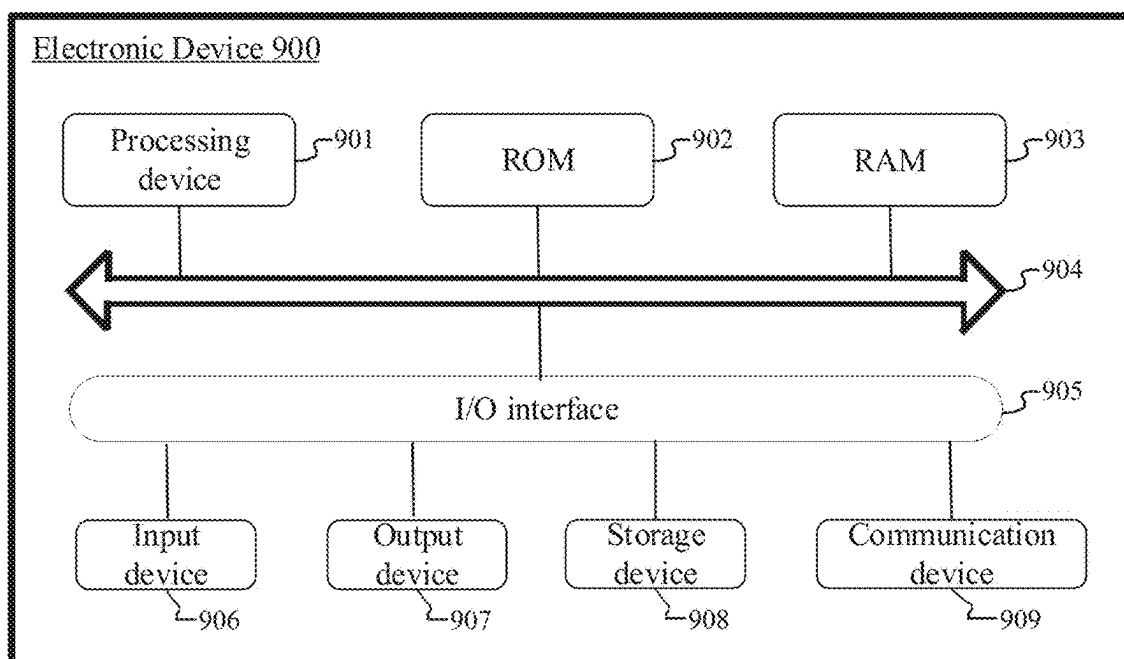 Electronic Device 900
Processing
device
901
ROM
902
RAM
903
904
I/O interface
905
Input
device
906
Output
device
907
Storage
device
908
Communication
device
909